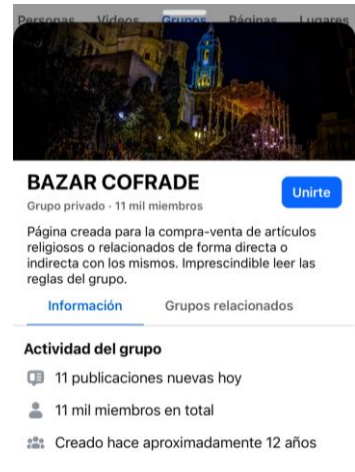 Personas Videos Grupos Páginas Lugares
BAZAR COFRADE
Unirte
Grupo privado · 11 mil miembros
Página creada para la compra-venta de artículos
religiosos o relacionados de forma directa o
indirecta con los mismos. Imprescindible leer las
reglas del grupo.
Información Grupos relacionados
Actividad del grupo
11 publicaciones nuevas hoy
11 mil miembros en total
Creado hace aproximadamente 12 años